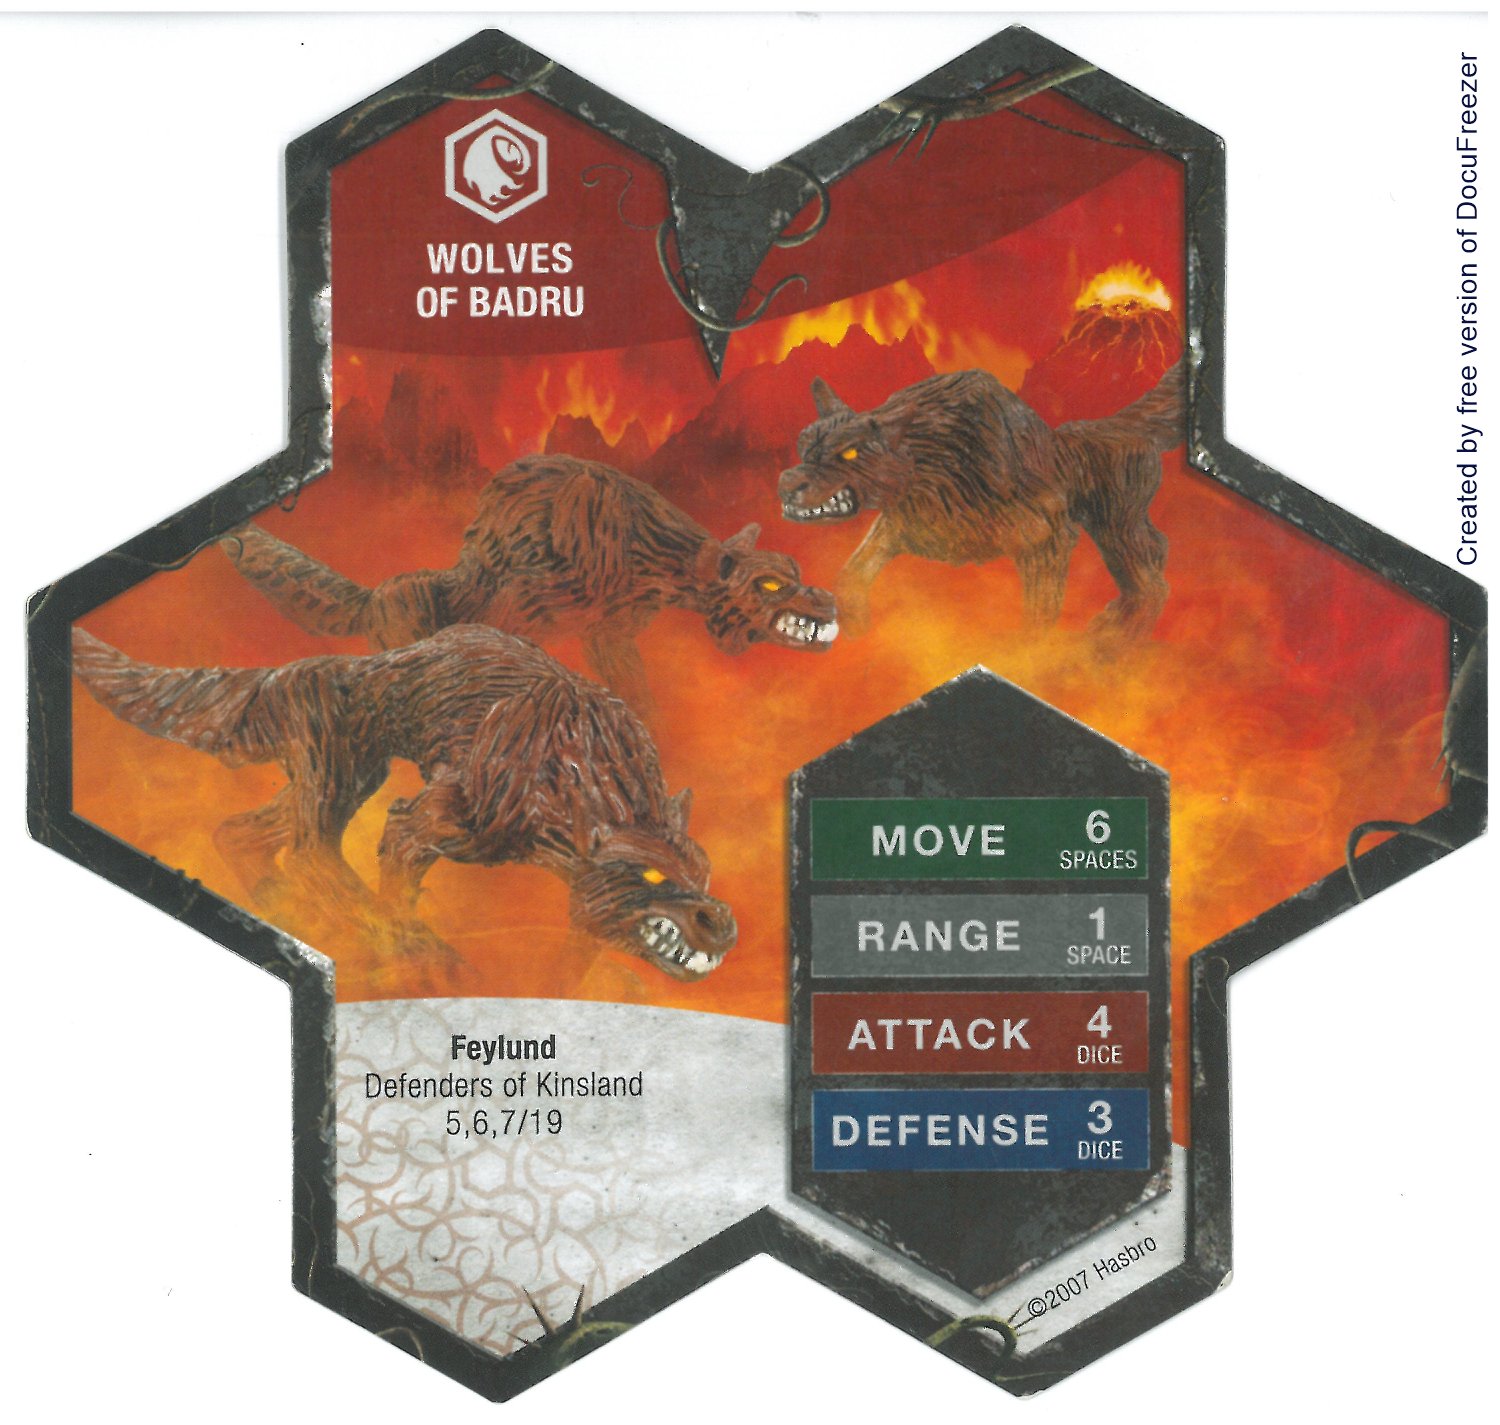 WOLVES
OF BADRU
MOVE 6 SPACES
RANGE 1 SPACE
ATTACK 4 DICE
DEFENSE 3 DICE
Feylund
Defenders of Kinsland
5,6,7/19
©2007 Hasbro
Created by free version of DocuFreezer